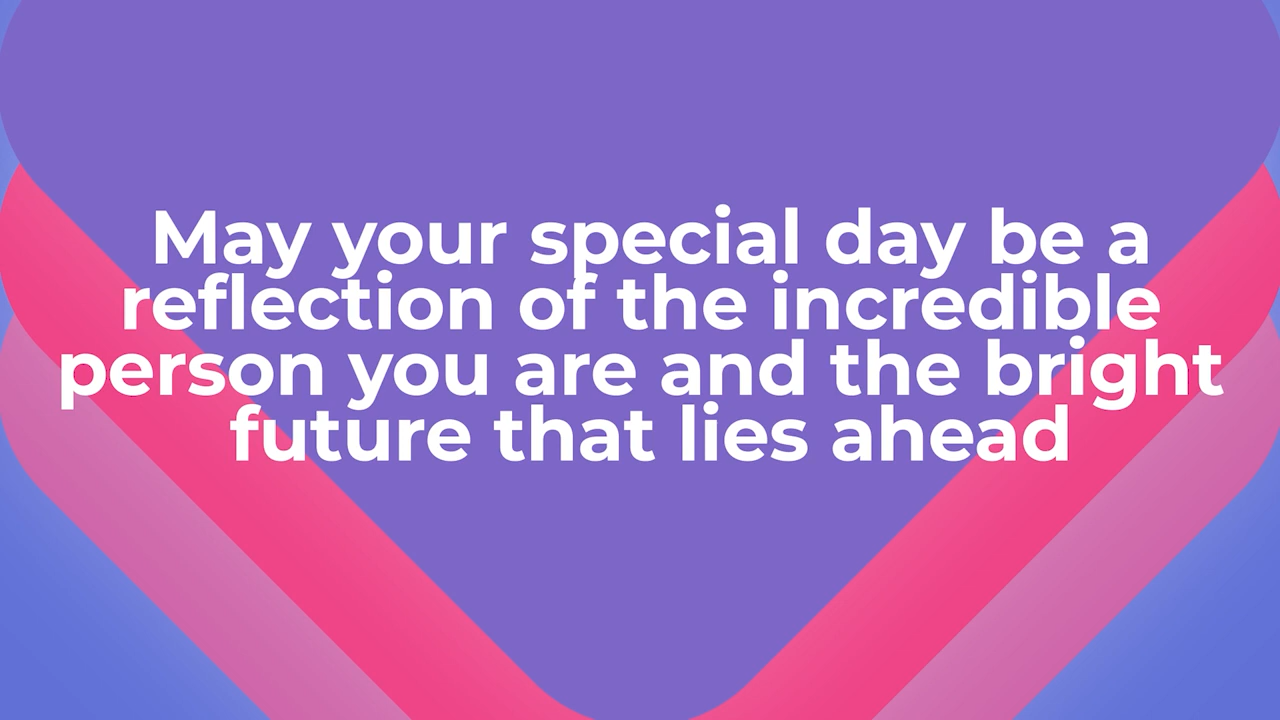 May your special day be a
reflection of the incredible
person you are and the bright
future that lies ahead